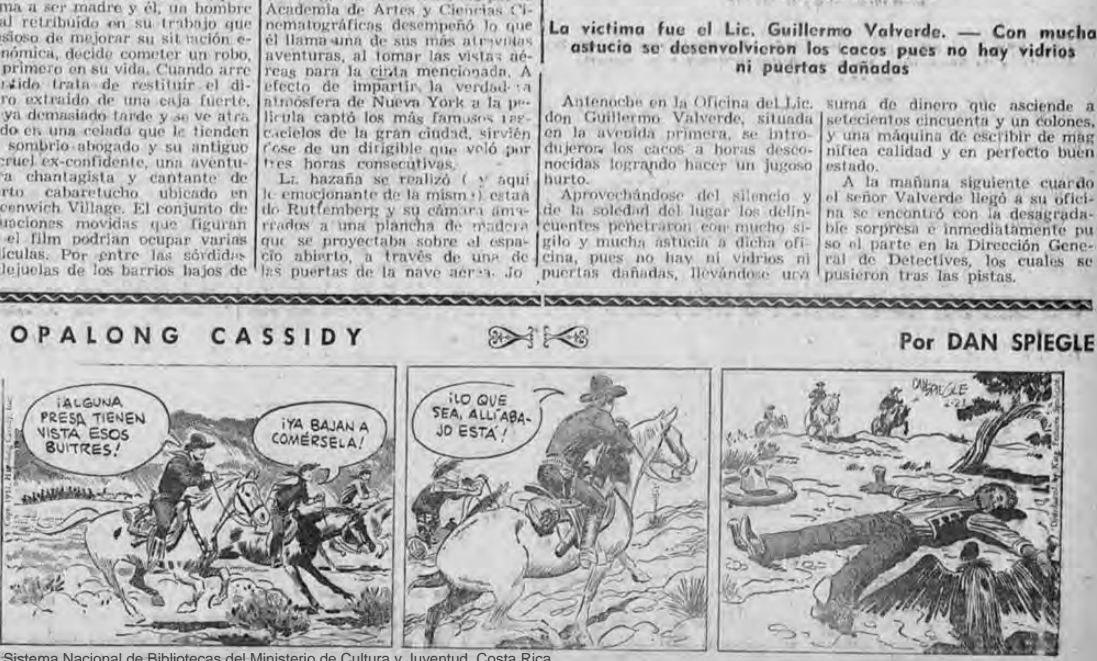 ma a ser madre y él, un hombre
al retribuído en su trabajo que
sioso de mejorar su situación e-
nómica, decide cometer un robo,
primero en su vida. Cuando arre
trata de restituir el di-
ro extraído de una caja fuerte,
ya demasiado tarde y se ve atra
do en una celada que le tienden
sombrío abogado y su antiguo
cruel ex-confidente, una aventu-
ra chantagista y cantante de
rto cabaretucho ubicado en
eenwich Village. El conjunto de
uaciones movidas que figuran
el film podrían ocupar varias
ículas. Por entre las sórdidas
lejuelas de los barrios bajos de
Academia de Artes y Ciencias Ci-
nematográficas desempeñó lo que
él llama una de sus más atrevidas
aventuras, al tomar las vistas aé-
reas para la cinta mencionada. A
efecto de impartir la
atmósfera de Nueva York a la pe-
lícula captó los más famosos
de la gran ciudad, sirvién
dose de un dirigible que voló por
tres horas consecutivas.
La hazaña se realizó ( y aquí
lo emocionante de la misma) estan
do Ruttemberg y su cámara ama-
rrados a una plancha de madera
que se proyectaba sobre el espa-
cio abierto, a través de una de
las puertas de la nave aérea. Jo
La víctima fue el Lic. Guillermo Valverde. — Con mucha
astucia se desenvolvieron los cacos pues no hay vidrios
ni puertas dañadas
Antenoche en la Oficina del Lic.
don Guillermo Valverde, situada
en la avenida primera, se intro-
dujeron los cacos a horas desco-
nocidas logrando hacer un jugoso
hurto.
Aprovechándose del silencio y
de la soledad del lugar los delin-
cuentes penetraron con mucho si-
gilo y mucha astucia a dicha ofi-
cina, pues no hay ni vidrios ni
puertas dañadas, llevándose una
suma de dinero que asciende a
setecientos cincuenta y un colones,
y una máquina de escribir de mag
nífica calidad y en perfecto buen
estado.
A la mañana siguiente cuando
el señor Valverde llegó a su ofici-
na se encontró con la desagrada-
ble sorpresa e inmediatamente pu
so el parte en la Dirección Gene-
ral de Detectives, los cuales se
pusieron tras las pistas.
OPALONG CASSIDY
Por DAN SPIEGLE
¡ALGUNA
PRESA TIENEN
VISTA ESOS
BUITRES!
¡YA BAJAN A
COMÉRSELA!
¡LO QUE
SEA, ALLÍ ABA-
JO ESTÁ!
DAN
SPIEGLE
Sistema Nacional de Bibliotecas del Ministerio de Cultura y Juventud, Costa Rica